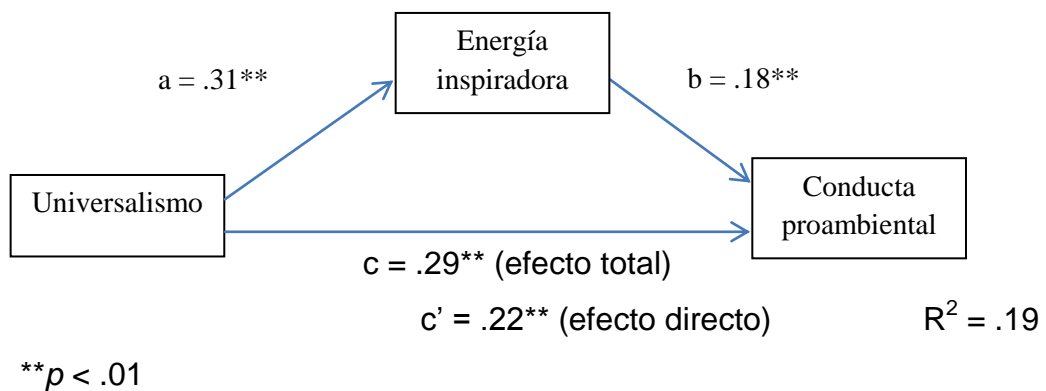 Energía
inspiradora
a = .31**
b = .18**
Universalismo
Conducta
proambiental
c = .29** (efecto total)
c’ = .22** (efecto directo)
R² = .19
**p < .01